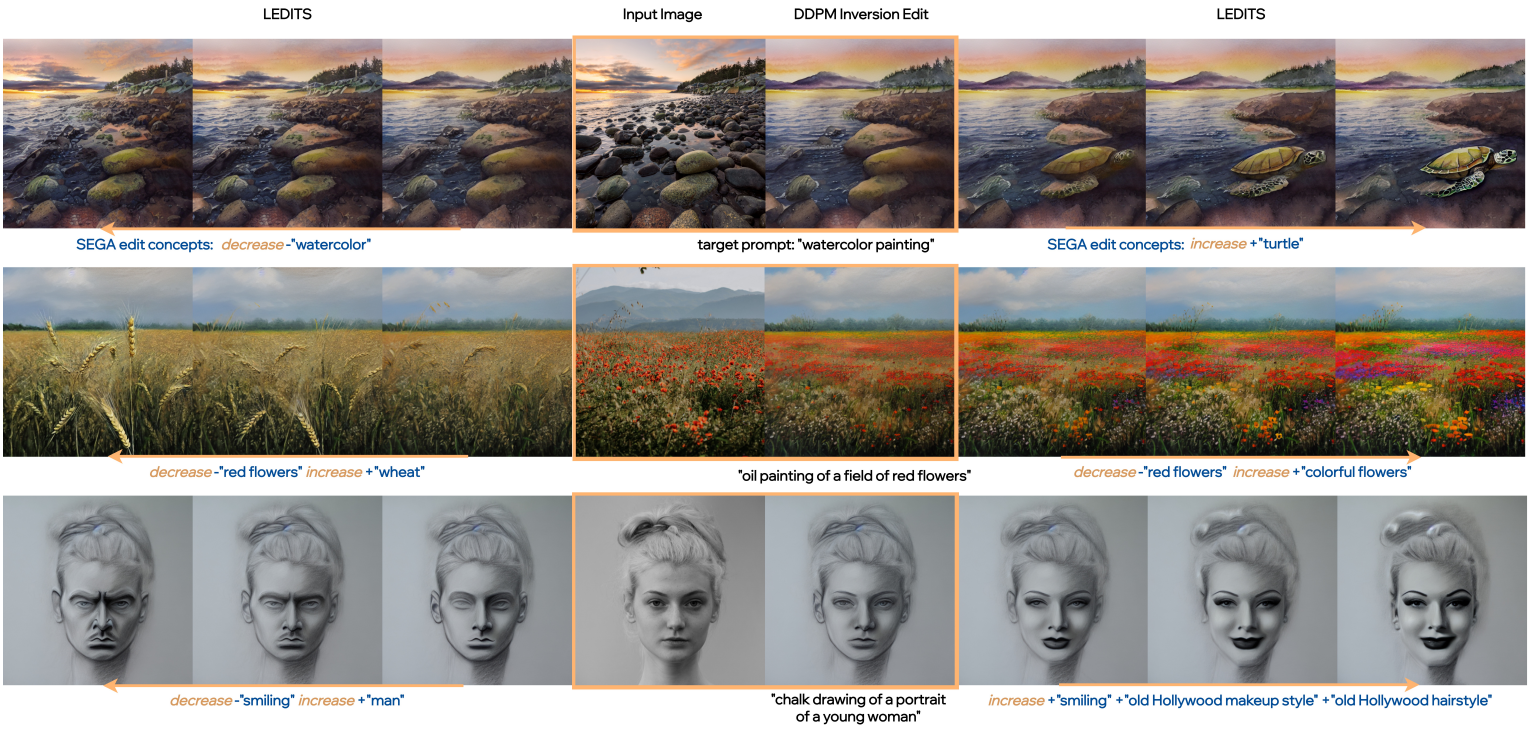 LEDITS
Input Image
DDPM Inversion Edit
LEDITS
SEGA edit concepts: decrease -"watercolor"
target prompt: "watercolor painting"
SEGA edit concepts: increase +"turtle"
decrease -"red flowers" increase +"wheat"
"oil painting of a field of red flowers"
decrease -"red flowers" increase +"colorful flowers"
decrease -"smiling" increase +"man"
"chalk drawing of a portrait
of a young woman"
increase +"smiling" +"old Hollywood makeup style" +"old Hollywood hairstyle"